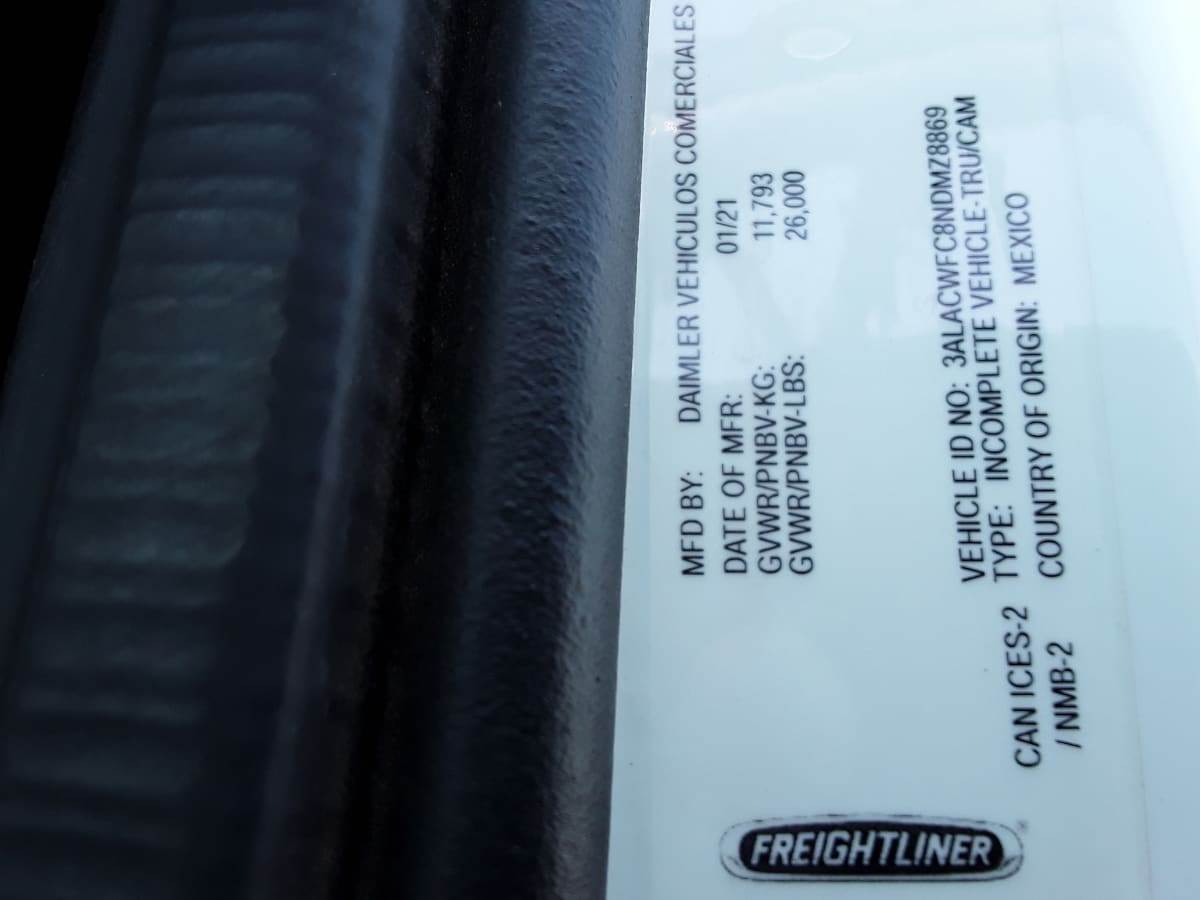 MFD BY: DAIMLER VEHICULOS COMERCIALES
DATE OF MFR: 01/21
GVWR/PNBV-KG: 11,793
GVWR/PNBV-LBS: 26,000
VEHICLE ID NO: 3ALACWFC8NDMZ8869
TYPE: INCOMPLETE VEHICLE-TRU/CAM
CAN ICES-2 COUNTRY OF ORIGIN: MEXICO
/ NMB-2
FREIGHTLINER